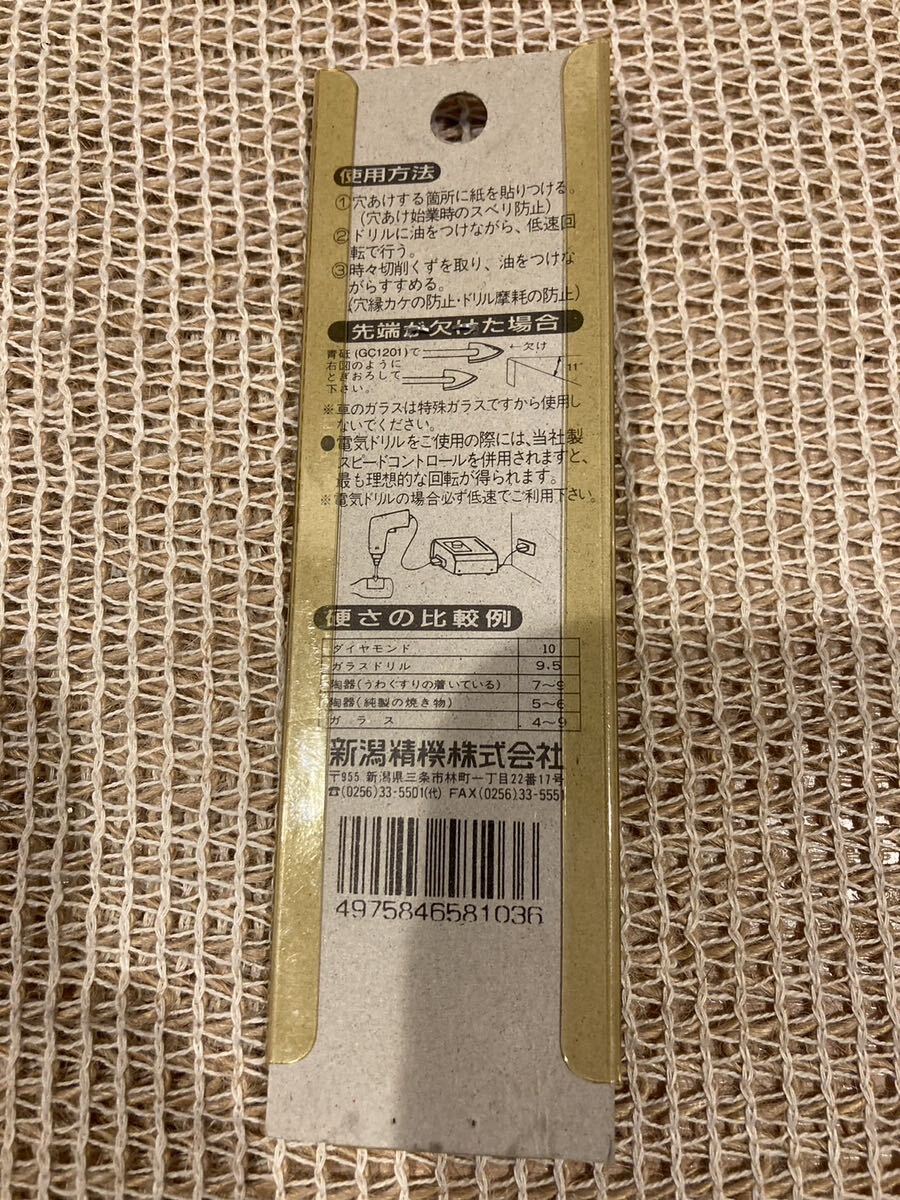 使用方法
①穴あけする箇所に紙を貼りつける。
(穴あけ始業時のスベリ防止)
②ドリルに油をつけながら、低速回
転で行う。
③時々切削くずを取り、油をつけな
がらすすめる。
(穴縁カケの防止・ドリル摩耗の防止)
先端が欠けた場合
青砥(GC1201)で
右図のように
とぎおろして
下さい。
←欠け
11°
※車のガラスは特殊ガラスですから使用し
ないでください。
●電気ドリルをご使用の際には、当社製
スピードコントロールを併用されますと、
最も理想的な回転が得られます。
※電気ドリルの場合必ず低速でご利用下さい。
硬さの比較例
ダイヤモンド 10
ガラスドリル 9.5
陶器(うわぐすりの着いている) 7〜9
陶器(純製の焼き物) 5〜6
ガラス 4〜9
新潟精機株式会社
〒955 新潟県三条市林町一丁目22番17号
☎(0256)33-5501(代) FAX(0256)33-5551
4975846581036